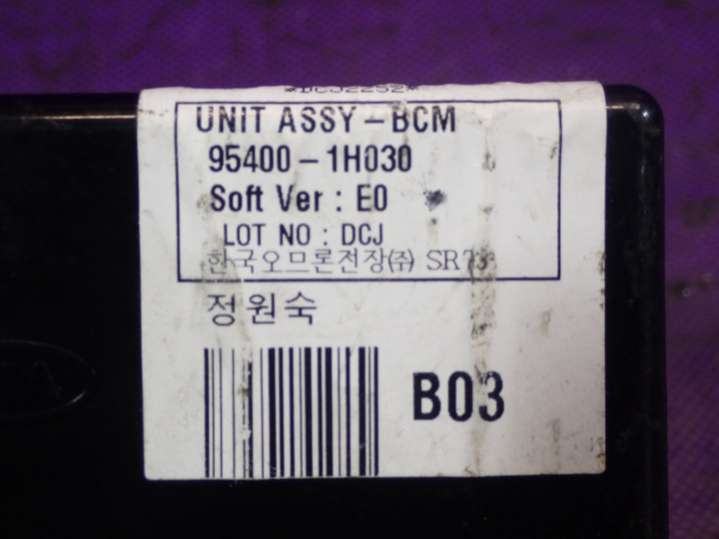 *DCJ2252*
UNIT ASSY-BCM
95400-1H030
Soft Ver : E0
LOT NO : DCJ
한국오므론전장㈜
정원숙
B03